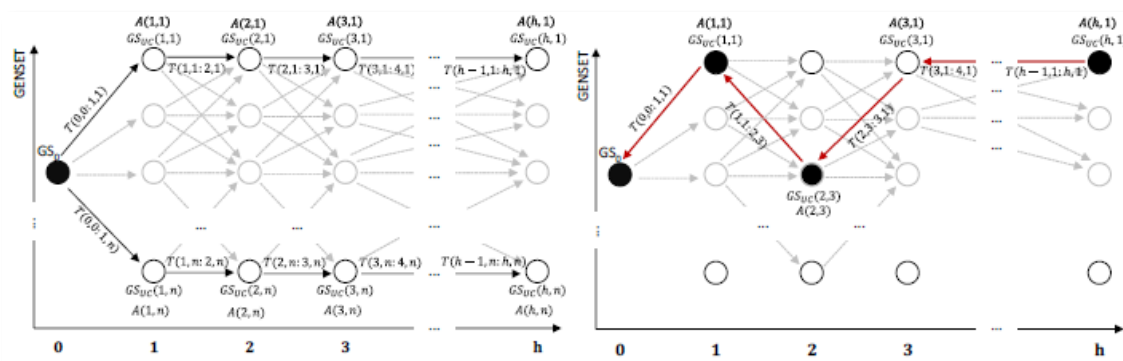 A(1,1) A(2,1) A(3,1) A(h,1)
GS_UC(1,1) GS_UC(2,1) GS_UC(3,1) ... GS_UC(h,1)
T(1,1:2,1) T(2,1:3,1) T(3,1:4,1) T(h−1,1:h,1)
GENSET
T(0,0:1,1)
GS_0
...
T(0,0:1,n)
...
... ... ...
T(1,n:2,n) T(2,n:3,n) T(3,n:4,n) ... T(h−1,n:h,n)
GS_UC(1,n) GS_UC(2,n) GS_UC(3,n) GS_UC(h,n)
A(1,n) A(2,n) A(3,n) A(h,n)
...
0 1 2 3 h
A(1,1) A(3,1) A(h,1)
GS_UC(1,1) GS_UC(3,1) GS_UC(h,1)
...
T(3,1:4,1) T(h−1,1:h,1)
GENSET
T(0,0:1,1)
T(1,1:2,3)
T(2,3:3,1)
GS_0
...
GS_UC(2,3)
A(2,3)
...
... ...
...
...
0 1 2 3 h